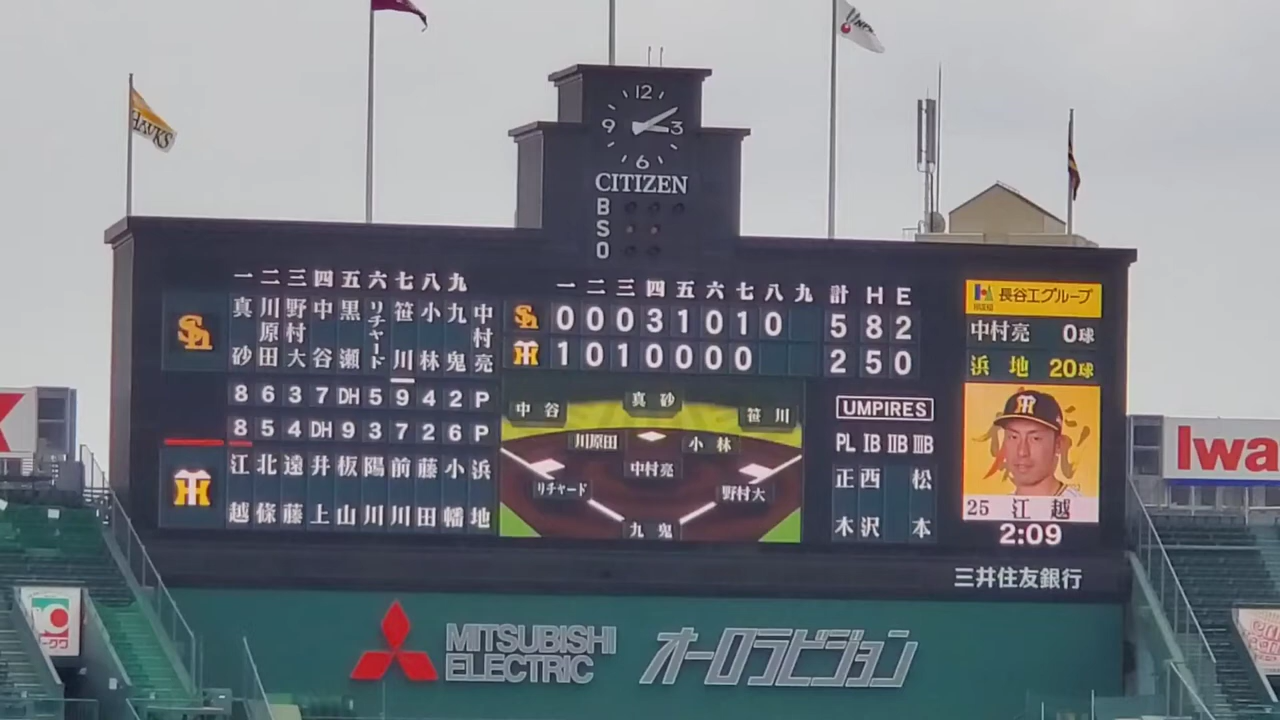 HAWKS
12
9 3
6
CITIZEN
B
S
O
一 二 三 四 五 六 七 八 九
真砂 川原田 野村大 中谷 黒瀬 リチャード 笹川 小林 九鬼 中村亮
8 6 3 7 DH 5 9 4 2 P
8 5 4 DH 9 3 7 2 6 P
江越 北條 遠藤 井上 板山 陽川 前川 藤田 小幡 浜地
一 二 三 四 五 六 七 八 九 計 H E
0 0 0 3 1 0 1 0 5 8 2
1 0 1 0 0 0 0 2 5 0
中谷 真砂 笹川
川原田 小林
中村亮
リチャード 野村大
九鬼
UMPIRES
PL ⅠB ⅡB ⅢB
正木 西沢 松本
長谷工グループ
中村亮 0球
浜地 20球
25 江越
2:09
三井住友銀行
MITSUBISHI
ELECTRIC
オーロラビジョン
Iwa